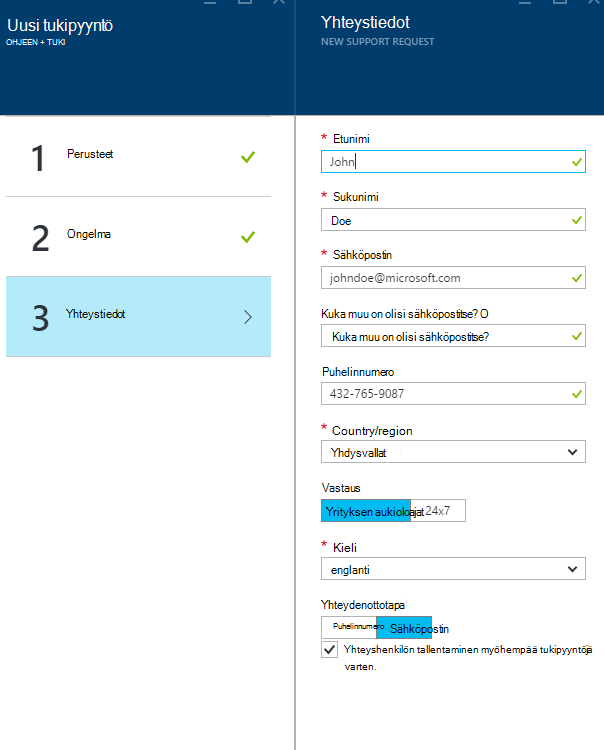 Uusi tukipyyntö
OHJEEN + TUKI
1 Perusteet
2 Ongelma
3 Yhteystiedot
Yhteystiedot
NEW SUPPORT REQUEST
* Etunimi
John
* Sukunimi
Doe
* Sähköpostin
johndoe@microsoft.com
Kuka muu on olisi sähköpostitse? O
Kuka muu on olisi sähköpostitse?
Puhelinnumero
432-765-9087
* Country/region
Yhdysvallat
Vastaus
Yrityksen aukioloajat 24x7
* Kieli
englanti
Yhteydenottotapa
Puhelinnumero Sähköpostin
Yhteyshenkilön tallentaminen myöhempää tukipyyntöjä
varten.